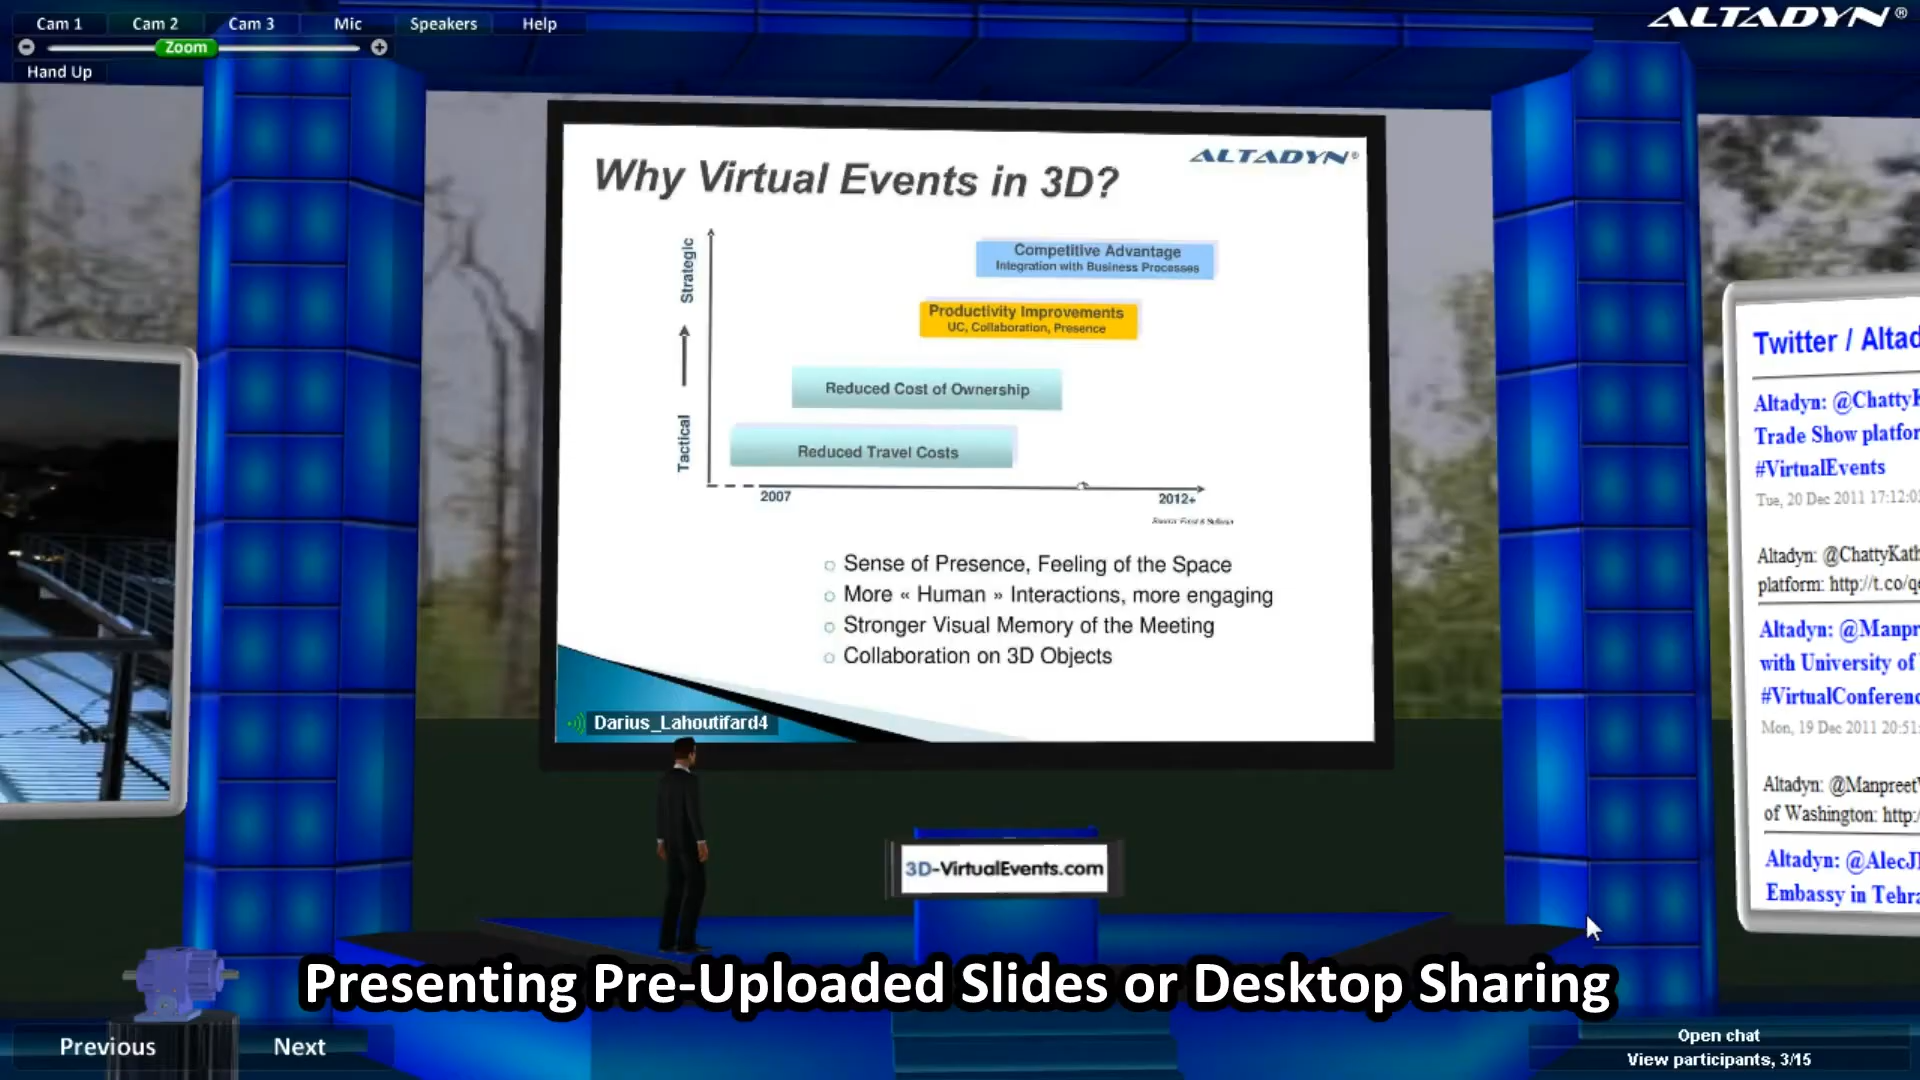 Cam 1
Cam 2
Cam 3
Mic
Speakers
Help
Zoom
Hand Up
ALTADYN®
Why Virtual Events in 3D?
ALTADYN®
Strategic
Tactical
Competitive Advantage
Integration with Business Processes
Productivity Improvements
UC, Collaboration, Presence
Reduced Cost of Ownership
Reduced Travel Costs
2007
2012+
Source: Frost & Sullivan
○ Sense of Presence, Feeling of the Space
○ More « Human » Interactions, more engaging
○ Stronger Visual Memory of the Meeting
○ Collaboration on 3D Objects
Darius_Lahoutifard4
3D-VirtualEvents.com
Twitter / Altad
Altadyn: @ChattyK
Trade Show platfor
#VirtualEvents
Tue, 20 Dec 2011 17:12:0
Altadyn: @ChattyKath
platform: http://t.co/q
Altadyn: @Manpr
with University of
#VirtualConferenc
Mon, 19 Dec 2011 20:51:
Altadyn: @Manpreet
of Washington: http:/
Altadyn: @AlecJ
Embassy in Tehra
Presenting Pre-Uploaded Slides or Desktop Sharing
Previous
Next
Open chat
View participants, 3/15